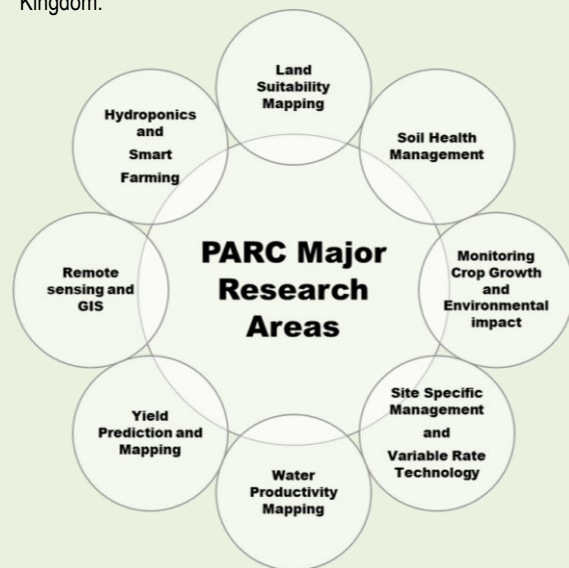 Kingdom.
Land
Suitability
Mapping
Hydroponics
and
Smart
Farming
Soil Health
Management
PARC Major
Research
Areas
Remote
sensing and
GIS
Monitoring
Crop Growth
and
Environmental
impact
Yield
Prediction and
Mapping
Site Specific
Management
and
Variable Rate
Technology
Water
Productivity
Mapping